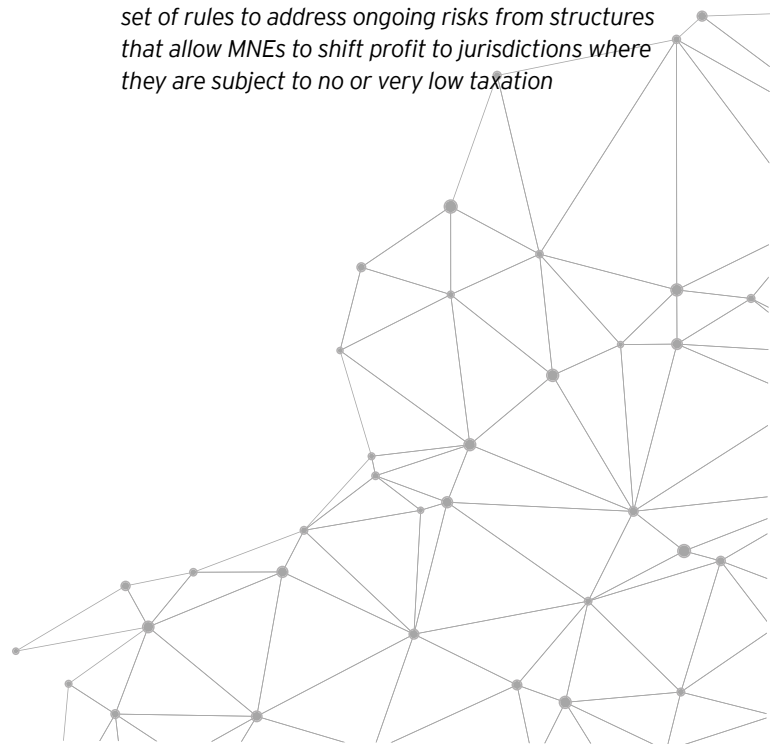 set of rules to address ongoing risks from structures
that allow MNEs to shift profit to jurisdictions where
they are subject to no or very low taxation